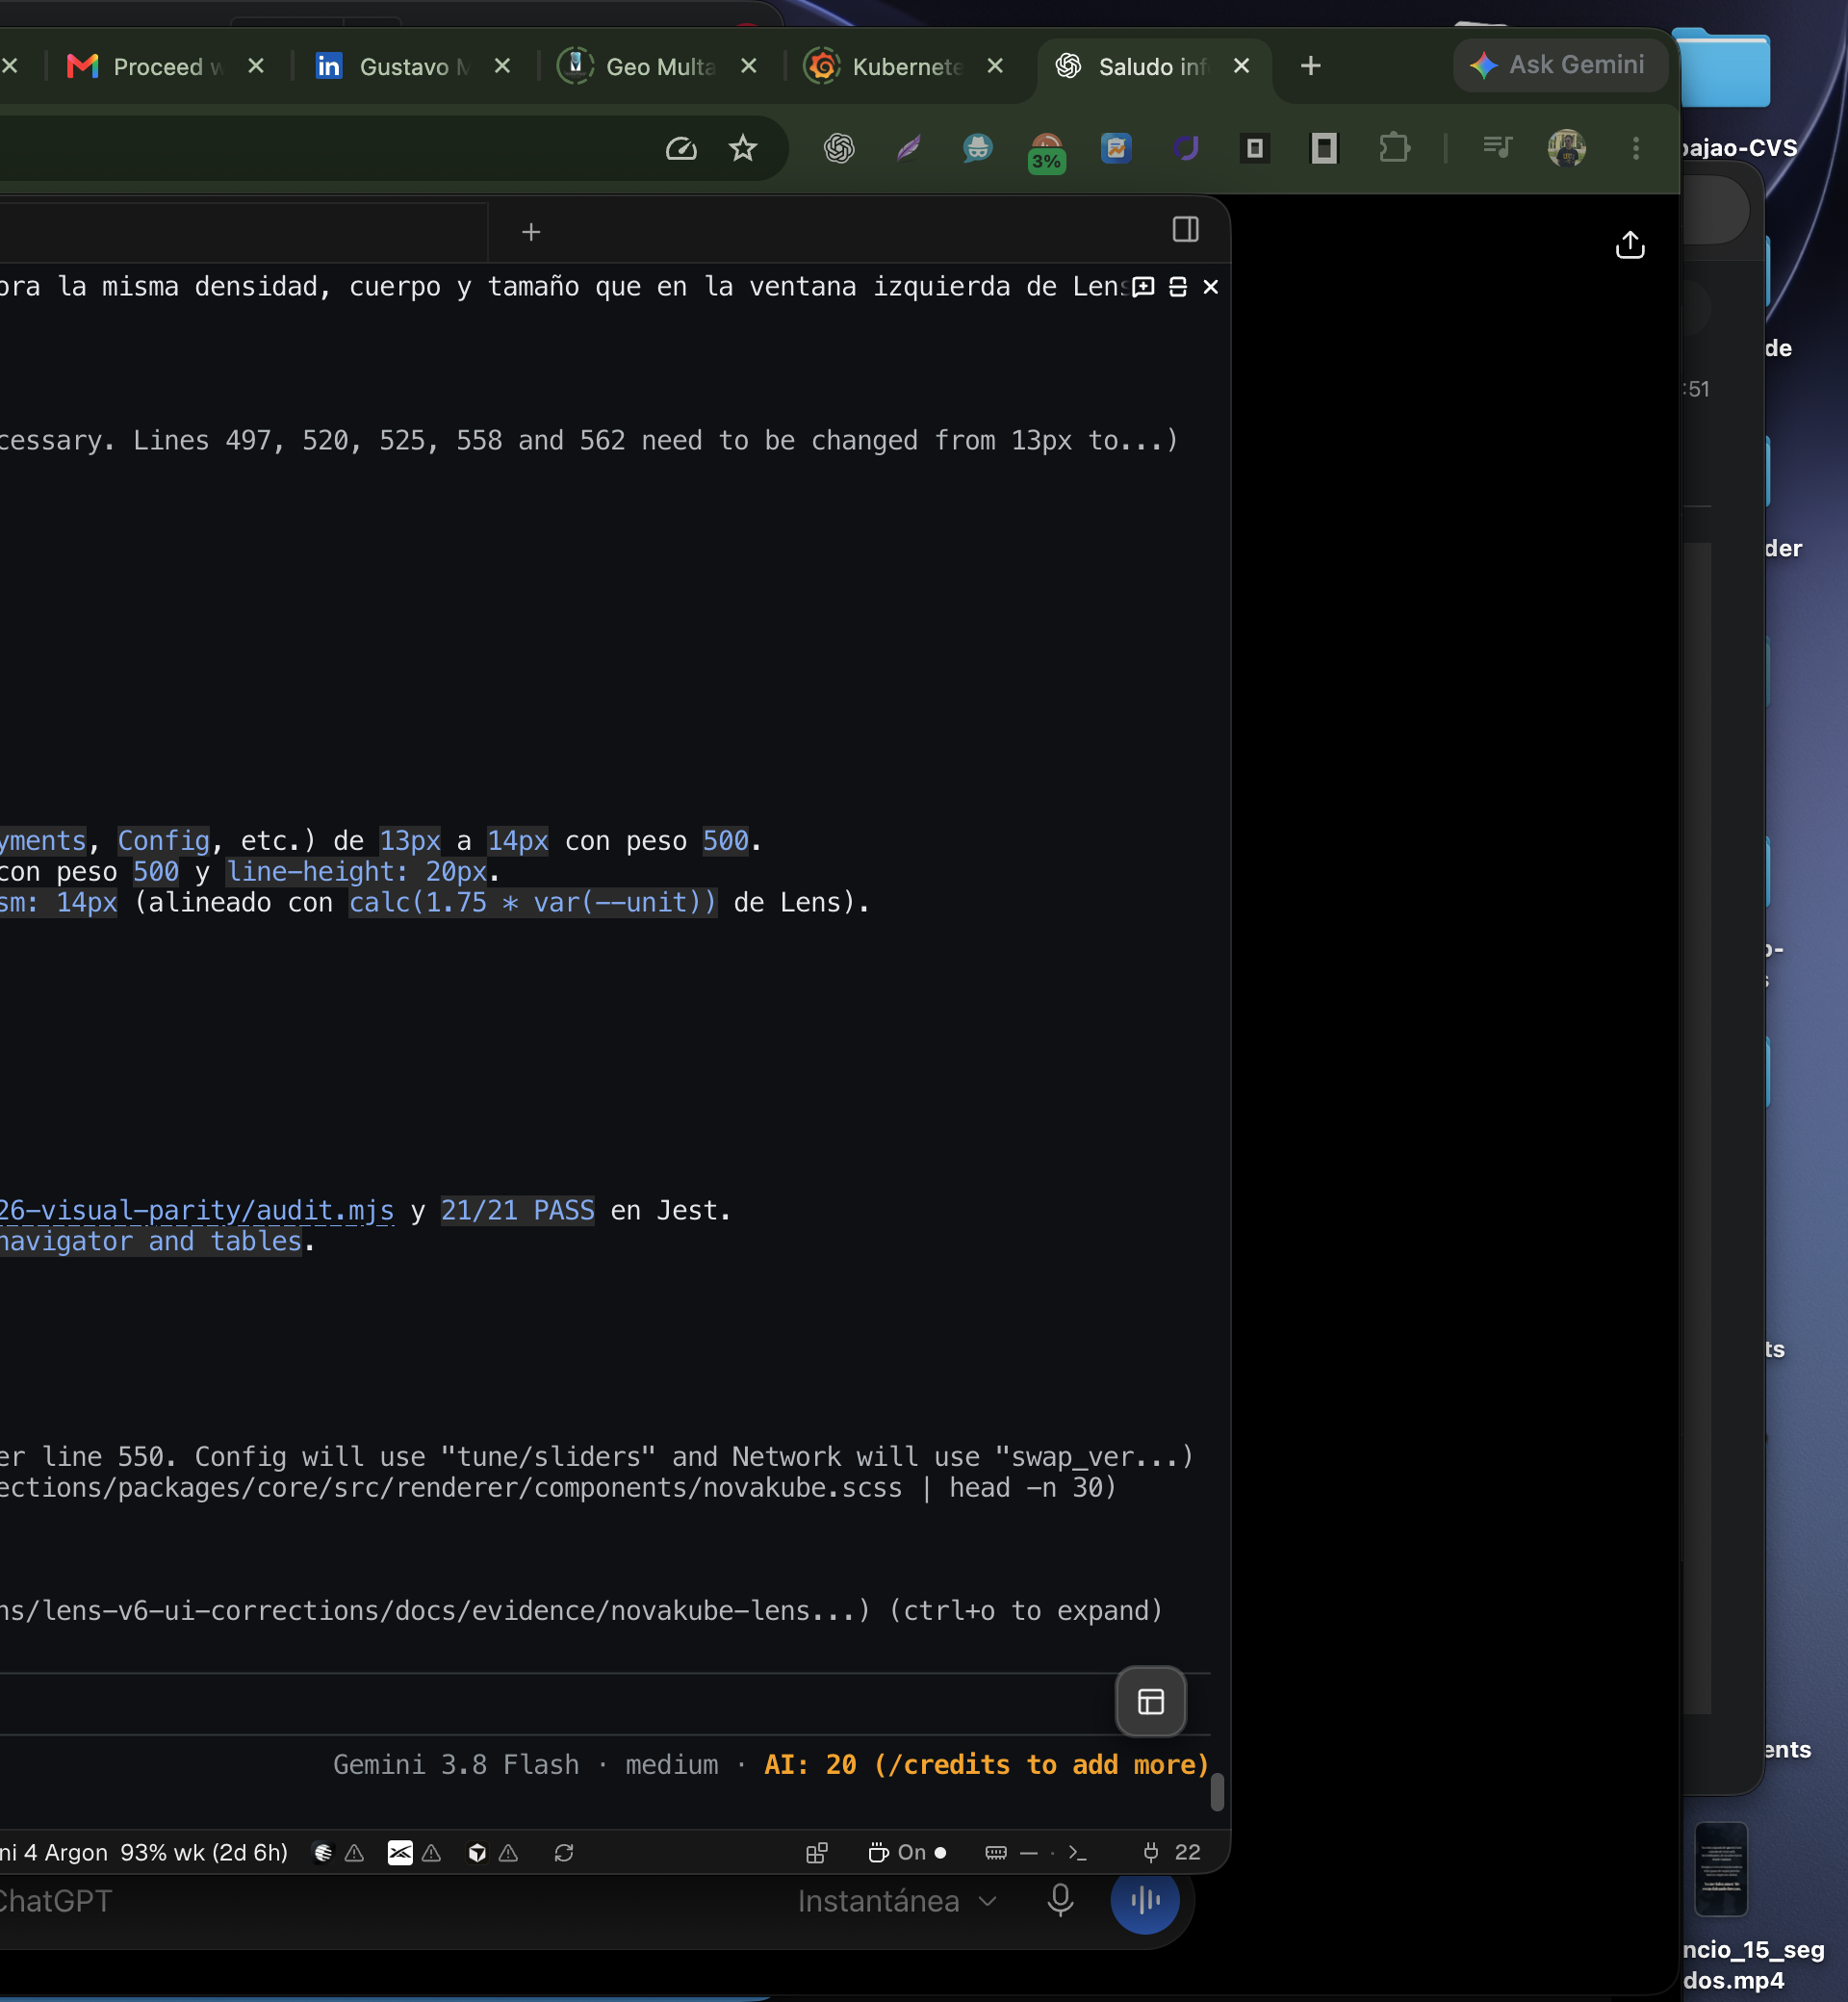 Proceed w
Gustavo M
Geo Multa
Kubernete
Saludo inf
Ask Gemini
3%
bajao-CVS
ora la misma densidad, cuerpo y tamaño que en la ventana izquierda de Lens
de
:51
cessary. Lines 497, 520, 525, 558 and 562 need to be changed from 13px to...)
der
yments, Config, etc.) de 13px a 14px con peso 500.
con peso 500 y line-height: 20px.
sm: 14px (alineado con calc(1.75 * var(--unit)) de Lens).
26-visual-parity/audit.mjs y 21/21 PASS en Jest.
navigator and tables.
ts
er line 550. Config will use "tune/sliders" and Network will use "swap_ver...)
ections/packages/core/src/renderer/components/novakube.scss | head -n 30)
ns/lens-v6-ui-corrections/docs/evidence/novakube-lens...) (ctrl+o to expand)
ents
Gemini 3.8 Flash · medium · AI: 20 (/credits to add more)
ni 4 Argon 93% wk (2d 6h)
On
22
ChatGPT
Instantánea
ncio_15_seg
dos.mp4